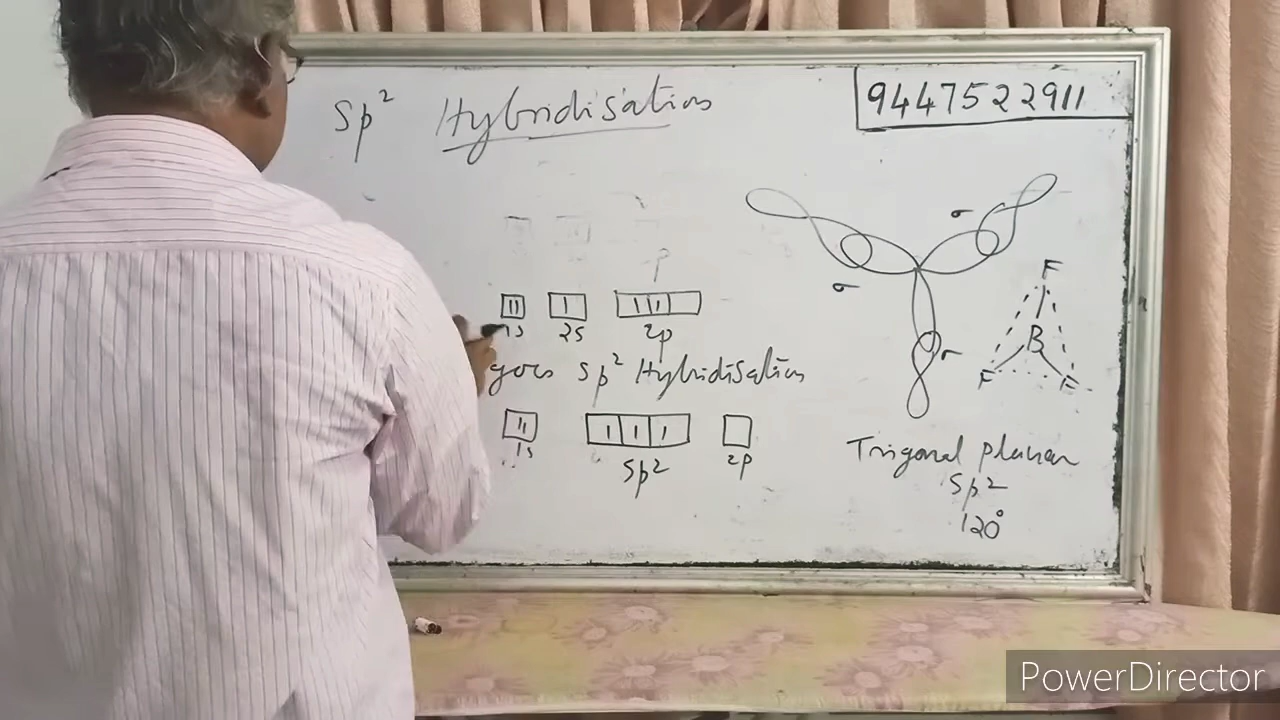 Sp² Hybridisation
9447522911
σ
σ
F
P
1s 2s 2p
B
σ
F F
goes Sp² Hybridisation
1s Sp2 2p
Trigonal planar
Sp2
120°
PowerDirector